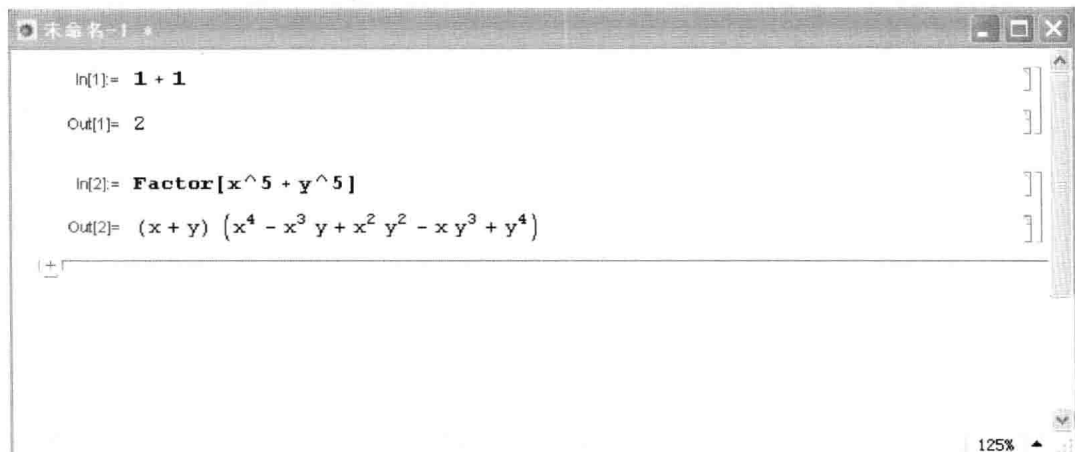 未命名-1 *
In[1]:= 1 + 1
Out[1]= 2
In[2]:= Factor[x^5 + y^5]
Out[2]= (x + y) (x⁴ - x³ y + x² y² - x y³ + y⁴)
125%